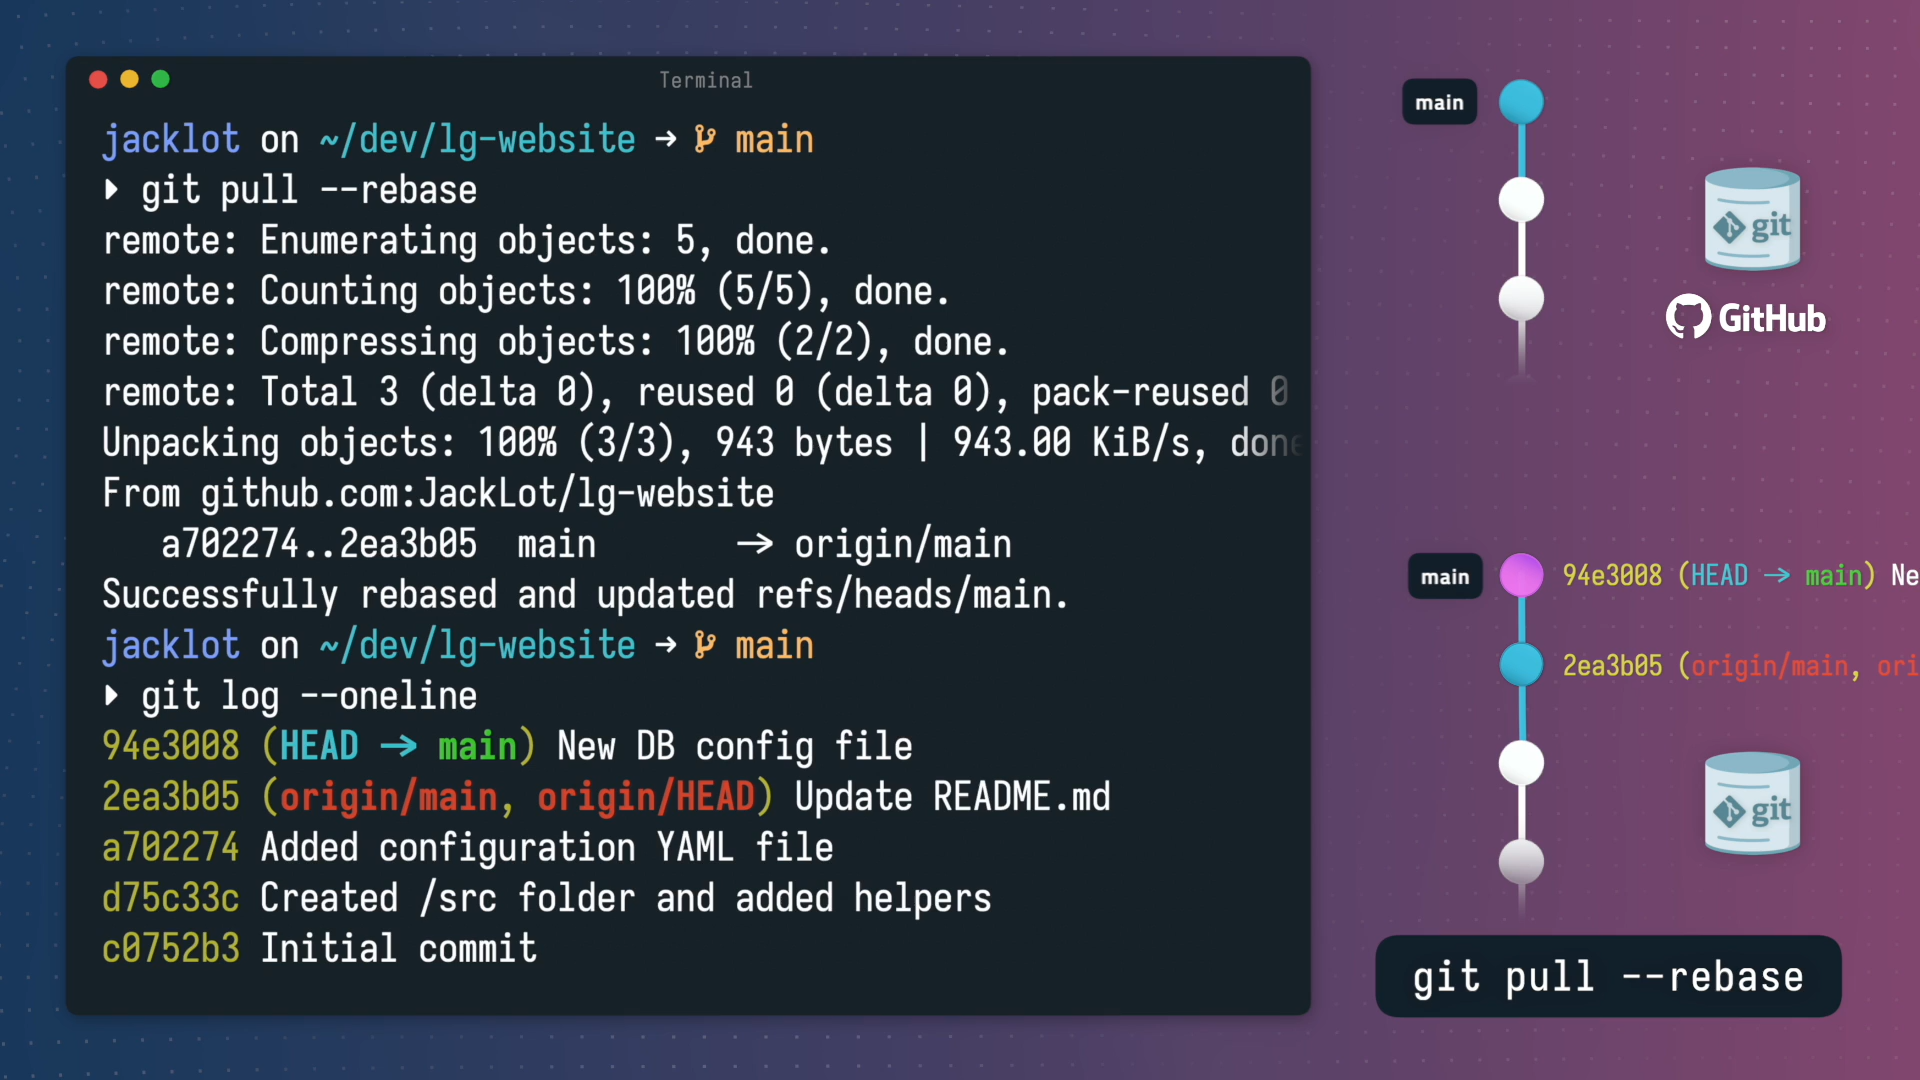 Terminal
jacklot on ~/dev/lg-website → main
git pull --rebase
remote: Enumerating objects: 5, done.
remote: Counting objects: 100% (5/5), done.
remote: Compressing objects: 100% (2/2), done.
remote: Total 3 (delta 0), reused 0 (delta 0), pack-reused 0
Unpacking objects: 100% (3/3), 943 bytes | 943.00 KiB/s, done
From github.com:JackLot/lg-website
a702274..2ea3b05 main -> origin/main
Successfully rebased and updated refs/heads/main.
jacklot on ~/dev/lg-website → main
git log --oneline
94e3008 (HEAD -> main) New DB config file
2ea3b05 (origin/main, origin/HEAD) Update README.md
a702274 Added configuration YAML file
d75c33c Created /src folder and added helpers
c0752b3 Initial commit
main
git
GitHub
main
94e3008 (HEAD -> main) Ne
2ea3b05 (origin/main, ori
git
git pull --rebase